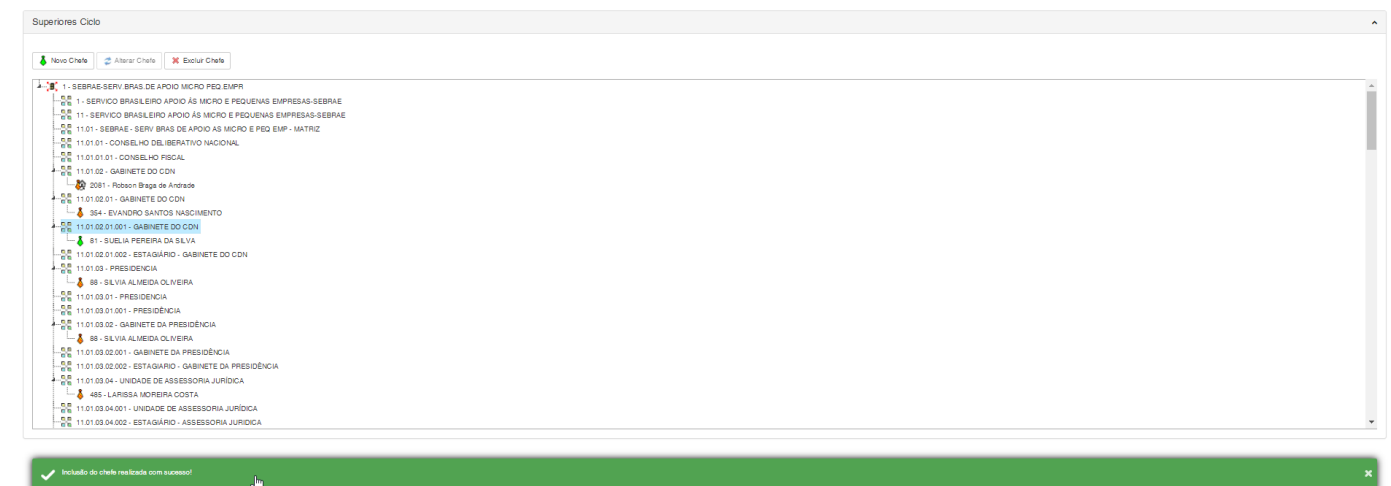 Superiores Ciclo
Novo Chefe Alterar Chefe Excluir Chefe
1 - SEBRAE-SERV.BRAS.DE APOIO MICRO PEQ.EMPR
1 - SERVICO BRASILEIRO APOIO ÁS MICRO E PEQUENAS EMPRESAS-SEBRAE
11 - SERVICO BRASILEIRO APOIO ÁS MICRO E PEQUENAS EMPRESAS-SEBRAE
11.01 - SEBRAE - SERV BRAS DE APOIO AS MICRO E PEQ EMP - MATRIZ
11.01.01 - CONSELHO DELIBERATIVO NACIONAL
11.01.01.01 - CONSELHO FISCAL
11.01.02 - GABINETE DO CDN
2081 - Robson Braga de Andrade
11.01.02.01 - GABINETE DO CDN
354 - EVANDRO SANTOS NASCIMENTO
11.01.02.01.001 - GABINETE DO CDN
81 - SUELIA PEREIRA DA SILVA
11.01.02.01.002 - ESTAGIÁRIO - GABINETE DO CDN
11.01.03 - PRESIDENCIA
88 - SILVIA ALMEIDA OLIVEIRA
11.01.03.01 - PRESIDENCIA
11.01.03.01.001 - PRESIDÊNCIA
11.01.03.02 - GABINETE DA PRESIDÊNCIA
88 - SILVIA ALMEIDA OLIVEIRA
11.01.03.02.001 - GABINETE DA PRESIDÊNCIA
11.01.03.02.002 - ESTAGIARIO - GABINETE DA PRESIDÊNCIA
11.01.03.04 - UNIDADE DE ASSESSORIA JURÍDICA
485 - LARISSA MOREIRA COSTA
11.01.03.04.001 - UNIDADE DE ASSESSORIA JURÍDICA
11.01.03.04.002 - ESTAGIÁRIO - ASSESSORIA JURIDICA
Inclusão do chefe realizada com sucesso!